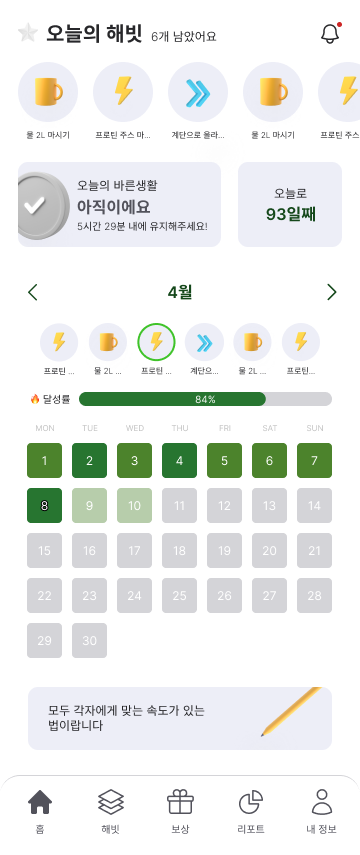 오늘의 해빗 6개 남았어요
물 2L 마시기 프로틴 주스 마... 계단으로 올라... 물 2L 마시기 프로틴 주스
오늘의 바른생활
아직이에요
5시간 29분 내에 유지해주세요!
오늘로
93일째
4월
프로틴 ... 물 2L ... 프로틴 ... 계단으... 물 2L ... 프로틴...
달성률 84%
MON TUE WED THU FRI SAT SUN
1 2 3 4 5 6 7
8 9 10 11 12 13 14
15 16 17 18 19 20 21
22 23 24 25 26 27 28
29 30
모두 각자에게 맞는 속도가 있는
법이랍니다
홈 해빗 보상 리포트 내 정보